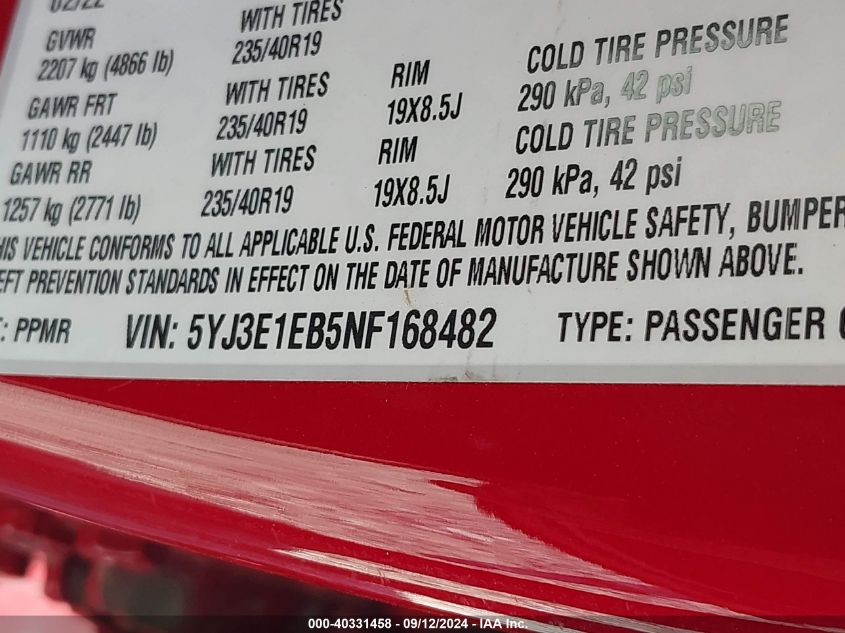 02/22
GVWR WITH TIRES
2207 kg (4866 lb) 235/40R19
GAWR FRT WITH TIRES RIM COLD TIRE PRESSURE
1110 kg (2447 lb) 235/40R19 19X8.5J 290 kPa, 42 psi
GAWR RR WITH TIRES RIM COLD TIRE PRESSURE
1257 kg (2771 lb) 235/40R19 19X8.5J 290 kPa, 42 psi
HIS VEHICLE CONFORMS TO ALL APPLICABLE U.S. FEDERAL MOTOR VEHICLE SAFETY, BUMPER
EFT PREVENTION STANDARDS IN EFFECT ON THE DATE OF MANUFACTURE SHOWN ABOVE.
: PPMR VIN: 5YJ3E1EB5NF168482 TYPE: PASSENGER
000-40331458 - 09/12/2024 - IAA Inc.